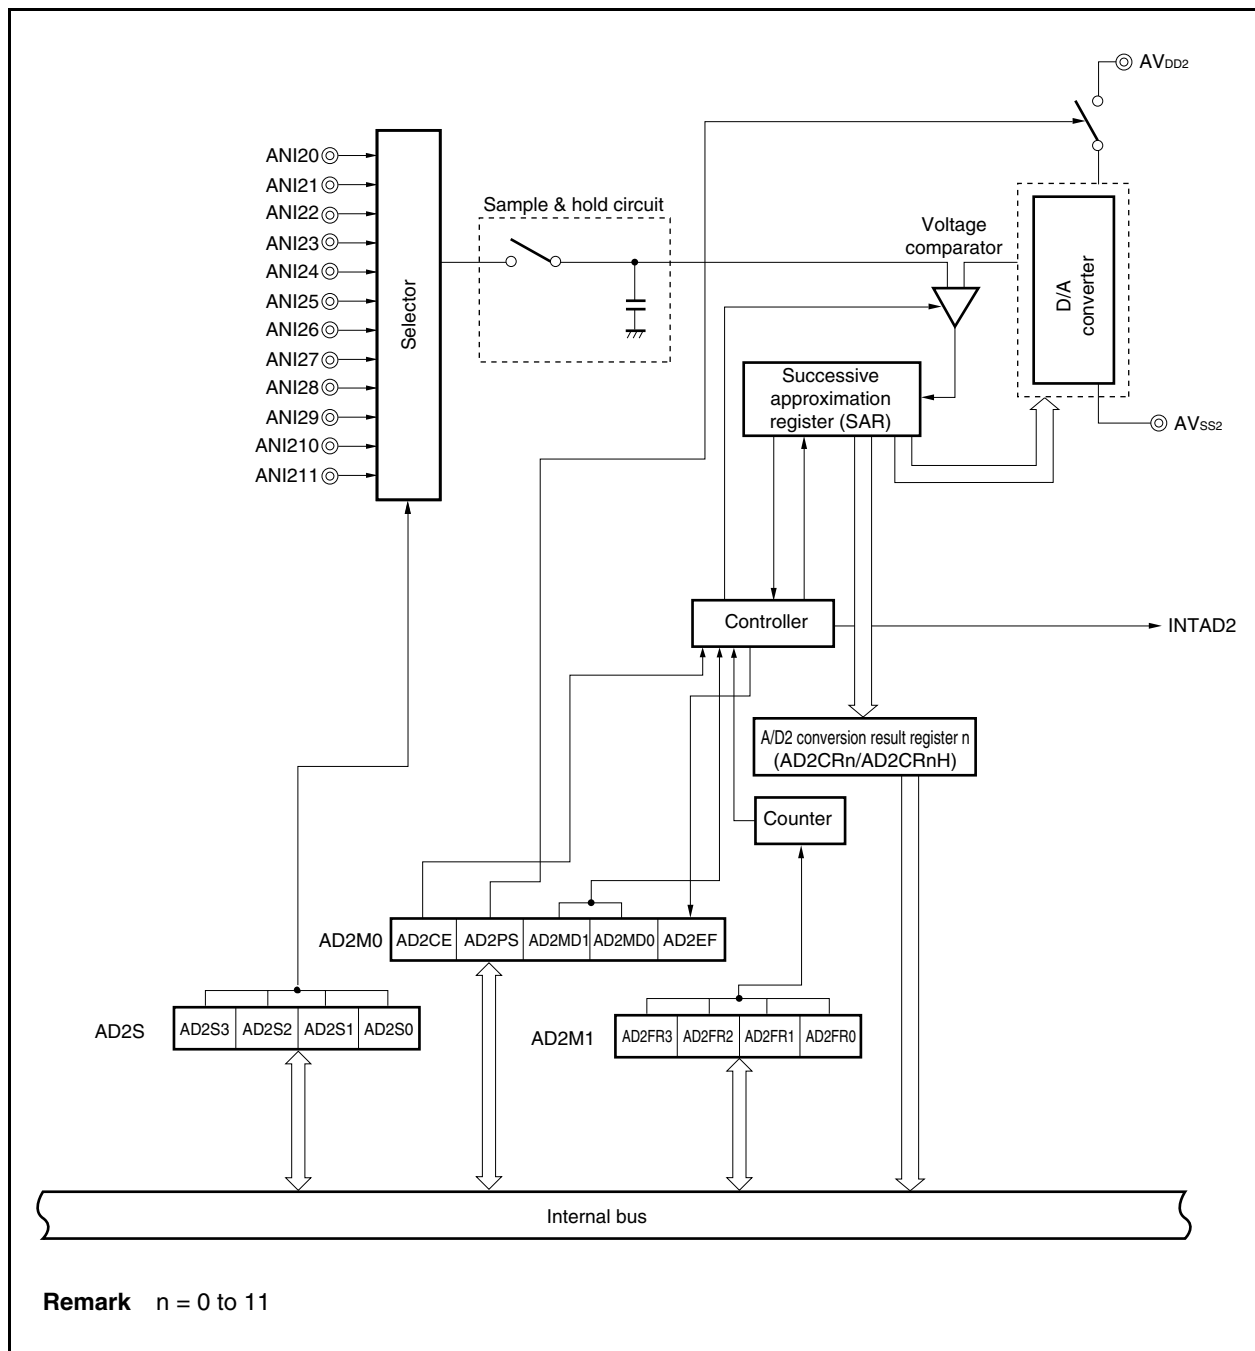 AVDD2
ANI20
ANI21
ANI22
ANI23
ANI24
ANI25
ANI26
ANI27
ANI28
ANI29
ANI210
ANI211
Selector
Sample & hold circuit
Voltage
comparator
D/A
converter
AVSS2
Successive
approximation
register (SAR)
Controller
INTAD2
A/D2 conversion result register n
(AD2CRn/AD2CRnH)
Counter
AD2M0
AD2CE
AD2PS
AD2MD1
AD2MD0
AD2EF
AD2S
AD2S3
AD2S2
AD2S1
AD2S0
AD2M1
AD2FR3
AD2FR2
AD2FR1
AD2FR0
Internal bus
Remark n = 0 to 11